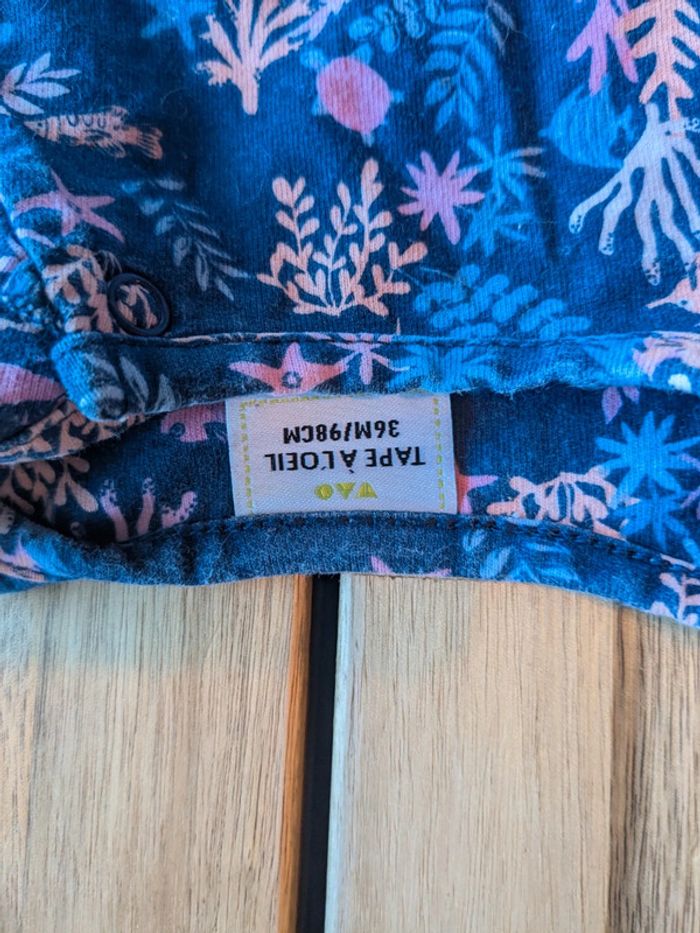 TAO
TAPE À L'OEIL
36M/98CM